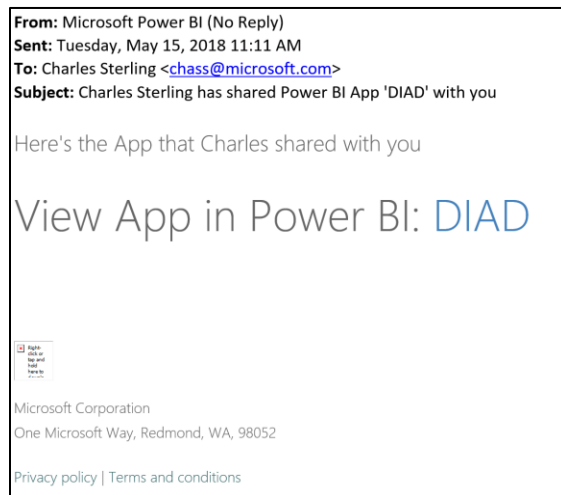 From: Microsoft Power BI (No Reply)
Sent: Tuesday, May 15, 2018 11:11 AM
To: Charles Sterling <chass@microsoft.com>
Subject: Charles Sterling has shared Power BI App 'DIAD' with you
Here's the App that Charles shared with you
View App in Power BI: DIAD
Right-
click or
tap and
hold
here to
Microsoft Corporation
One Microsoft Way, Redmond, WA, 98052
Privacy policy | Terms and conditions